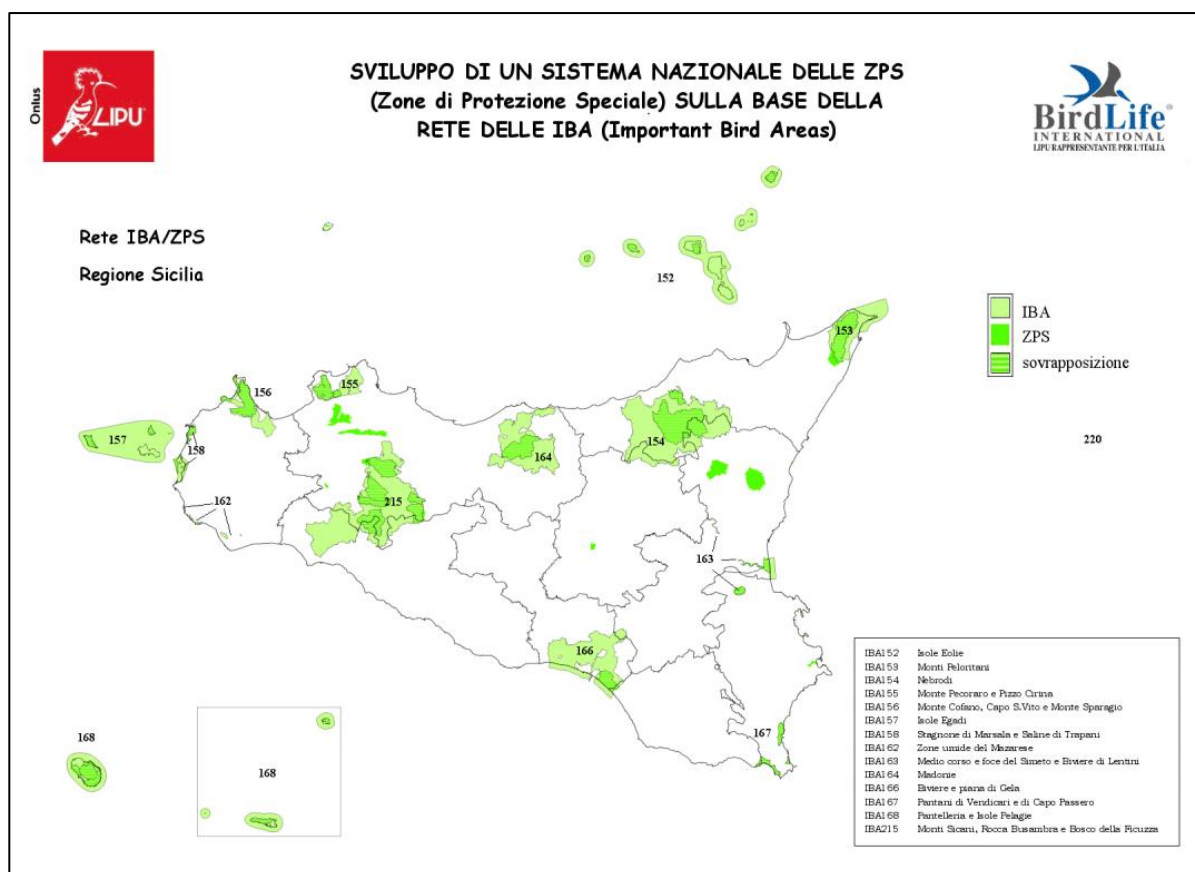 SVILUPPO DI UN SISTEMA NAZIONALE DELLE ZPS
(Zone di Protezione Speciale) SULLA BASE DELLA
RETE DELLE IBA (Important Bird Areas)
Onlus
LIPU
BirdLife
INTERNATIONAL
LIPU RAPPRESENTANTE PER L'ITALIA
Rete IBA/ZPS
Regione Sicilia
152
IBA
ZPS
sovrapposizione
153
155
156
157
158
154
164
220
215
162
163
166
167
168
168
IBA152 Isole Eolie
IBA153 Monti Peloritani
IBA154 Nebrodi
IBA155 Monte Pecoraro e Pizzo Cirina
IBA156 Monte Cofano, Capo S.Vito e Monte Sparagio
IBA157 Isole Egadi
IBA158 Stagnone di Marsala e Saline di Trapani
IBA162 Zone umide del Mazarese
IBA163 Medio corso e foce del Simeto e Biviere di Lentini
IBA164 Madonie
IBA166 Biviere e piana di Gela
IBA167 Pantani di Vendicari e di Capo Passero
IBA168 Pantelleria e Isole Pelagie
IBA215 Monti Sicani, Rocca Busambra e Bosco della Ficuzza